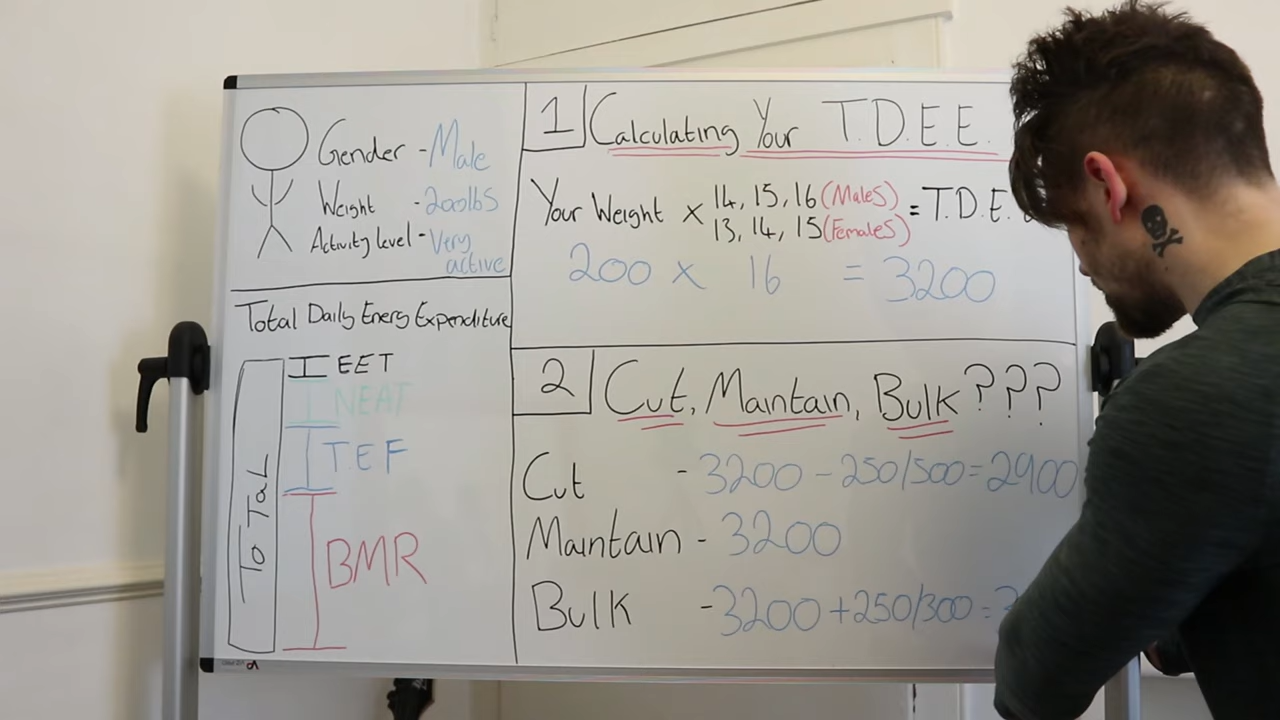 Gender - Male
Weight - 200lbs
Activity level - Very
active
Total Daily Energy Expenditure
ToTaL
EET
NEAT
T.E.F
BMR
1 Calculating Your T.D.E.E.
Your Weight x 14, 15, 16 (Males) = T.D.E.
13, 14, 15 (Females)
200 x 16 = 3200
2 Cut, Maintain, Bulk???
Cut - 3200 - 250/500 = 2900
Maintain - 3200
Bulk - 3200 + 250/300 = 3